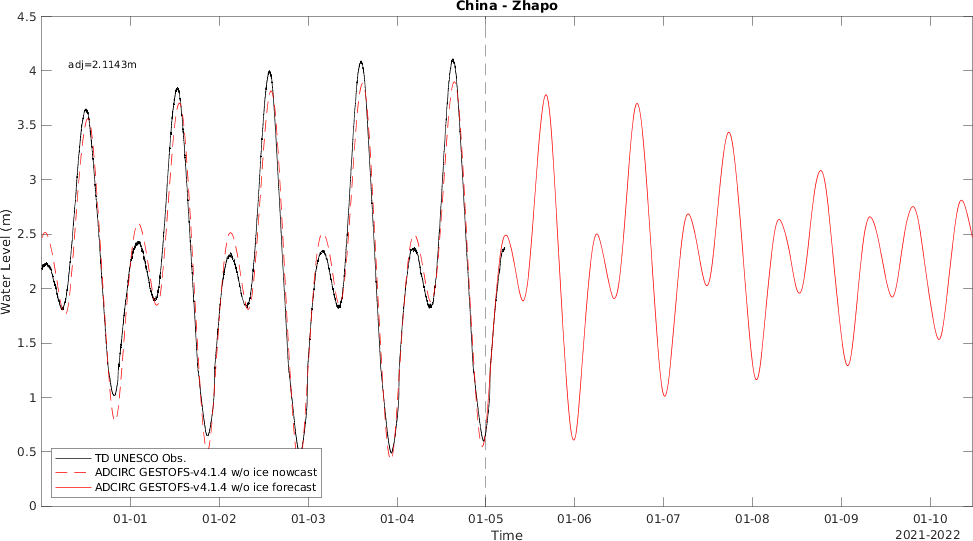 China - Zhapo
4.5
4
3.5
3
2.5
2
1.5
1
0.5
0
Water Level (m)
adj=2.1143m
TD UNESCO Obs.
ADCIRC GESTOFS-v4.1.4 w/o ice nowcast
ADCIRC GESTOFS-v4.1.4 w/o ice forecast
01-01 01-02 01-03 01-04 01-05 01-06 01-07 01-08 01-09 01-10
Time
2021-2022